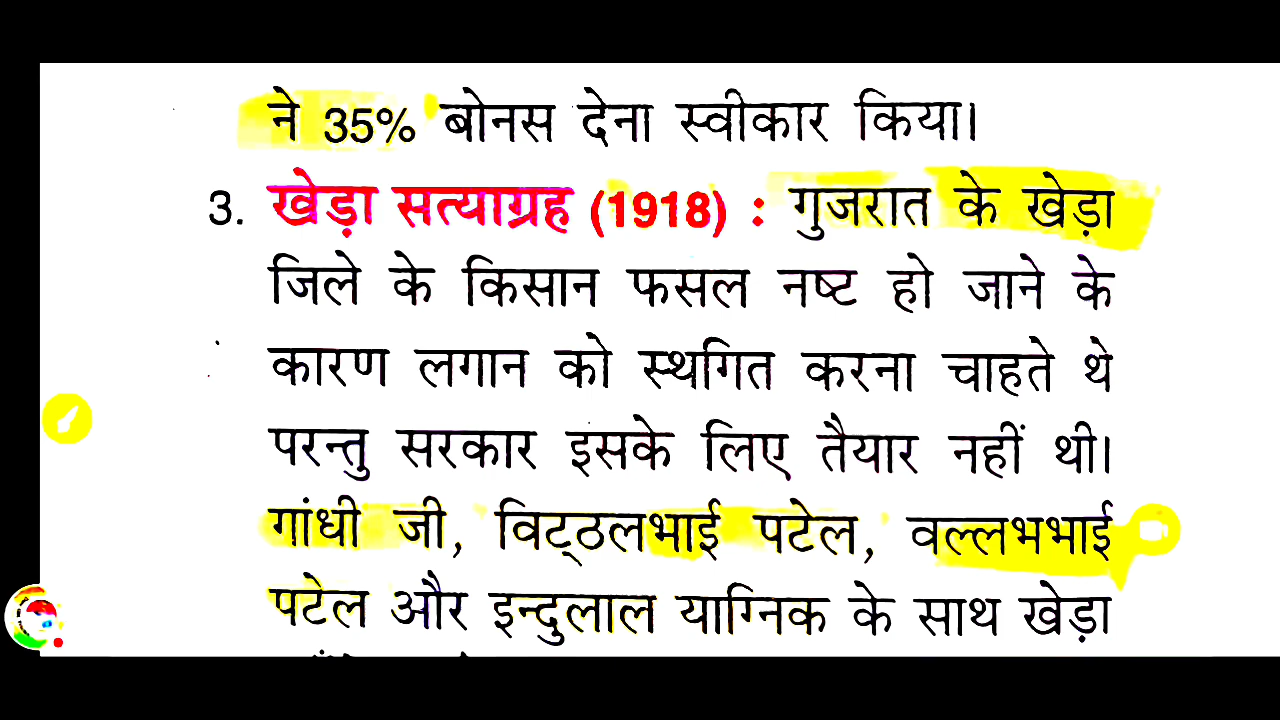 ने 35% बोनस देना स्वीकार किया।
3. खेड़ा सत्याग्रह (1918) : गुजरात के खेड़ा
जिले के किसान फसल नष्ट हो जाने के
कारण लगान को स्थगित करना चाहते थे
परन्तु सरकार इसके लिए तैयार नहीं थी।
गांधी जी, विट्ठलभाई पटेल, वल्लभभाई
पटेल और इन्दुलाल याग्निक के साथ खेड़ा